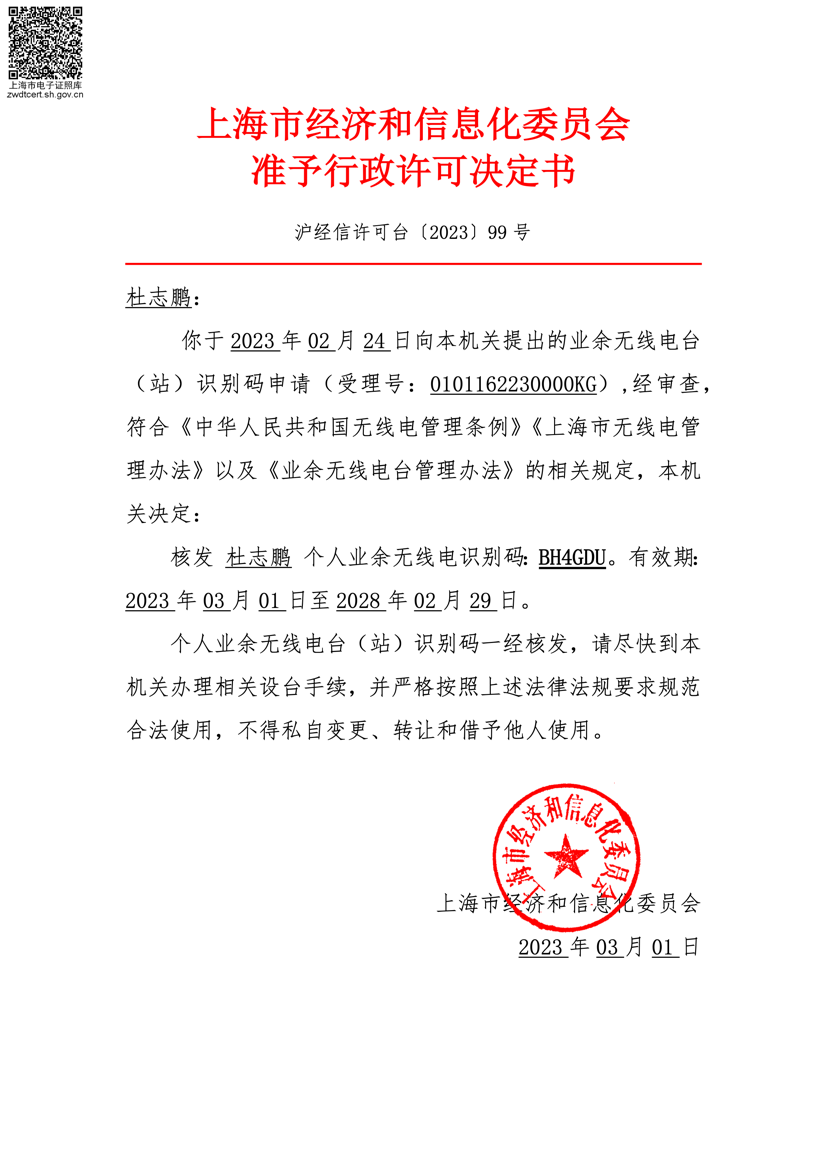 上海市电子证照库
zwdtcert.sh.gov.cn
上海市经济和信息化委员会
准予行政许可决定书
沪经信许可台〔2023〕99 号
杜志鹏：
你于 2023 年 02 月 24 日向本机关提出的业余无线电台
（站）识别码申请（受理号：0101162230000KG）,经审查，
符合《中华人民共和国无线电管理条例》《上海市无线电管
理办法》以及《业余无线电台管理办法》的相关规定，本机
关决定：
核发 杜志鹏 个人业余无线电识别码：BH4GDU。有效期：
2023 年 03 月 01 日至 2028 年 02 月 29 日。
个人业余无线电台（站）识别码一经核发，请尽快到本
机关办理相关设台手续，并严格按照上述法律法规要求规范
合法使用，不得私自变更、转让和借予他人使用。
上海市经济和信息化委员会
上海市经济和信息化委员会
2023 年 03 月 01 日